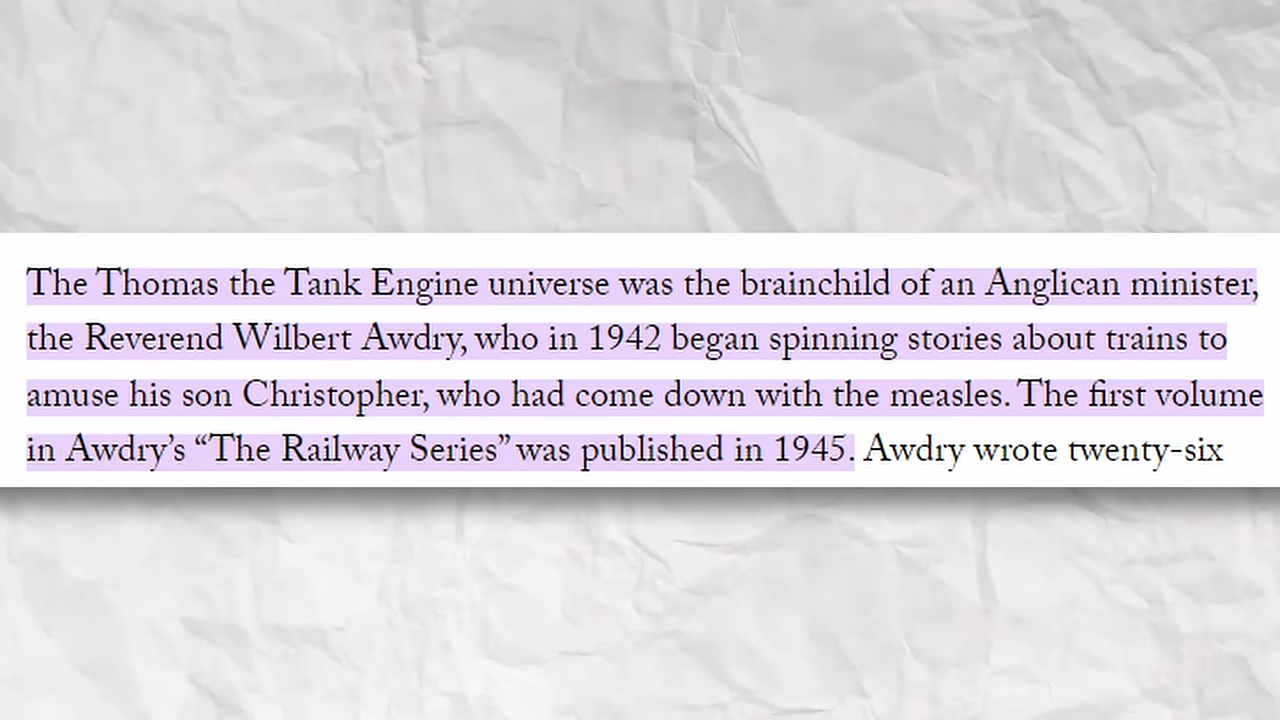 The Thomas the Tank Engine universe was the brainchild of an Anglican minister,
the Reverend Wilbert Awdry, who in 1942 began spinning stories about trains to
amuse his son Christopher, who had come down with the measles. The first volume
in Awdry’s “The Railway Series” was published in 1945. Awdry wrote twenty-six